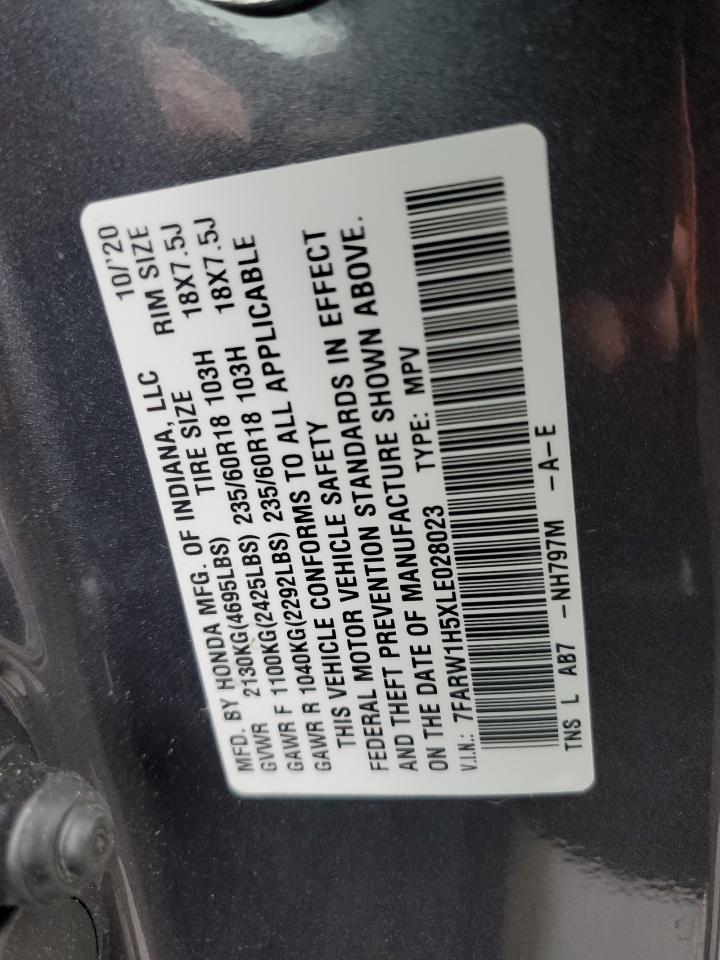 MFD. BY HONDA MFG. OF INDIANA, LLC 10/'20
GVWR 2130KG(4695LBS) TIRE SIZE RIM SIZE
GAWR F 1100KG(2425LBS) 235/60R18 103H 18X7.5J
GAWR R 1040KG(2292LBS) 235/60R18 103H 18X7.5J
THIS VEHICLE CONFORMS TO ALL APPLICABLE
FEDERAL MOTOR VEHICLE SAFETY
AND THEFT PREVENTION STANDARDS IN EFFECT
ON THE DATE OF MANUFACTURE SHOWN ABOVE.
V.I.N.: 7FARW1H5XLE028023 TYPE: MPV
TNS L AB7 -NH797M -A-E